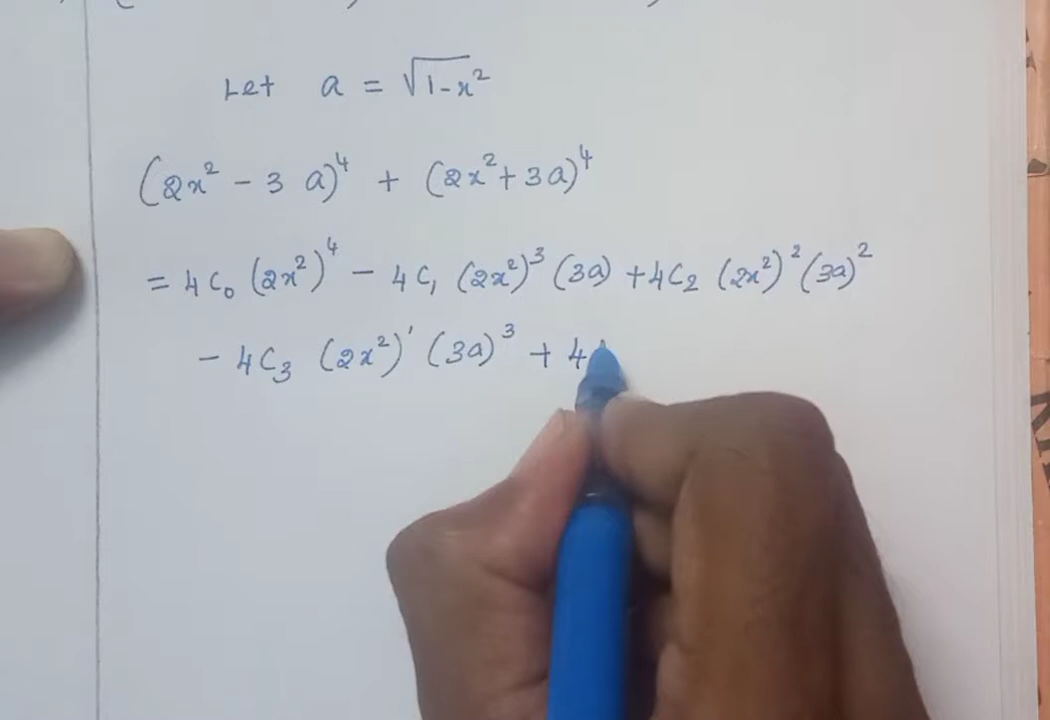 Let a = √1-x²
(2x² - 3 a)⁴ + (2x² + 3a)⁴
= 4C₀ (2x²)⁴ - 4C₁ (2x²)³ (3a) + 4C₂ (2x²)² (3a)²
- 4C₃ (2x²)¹ (3a)³ + 4